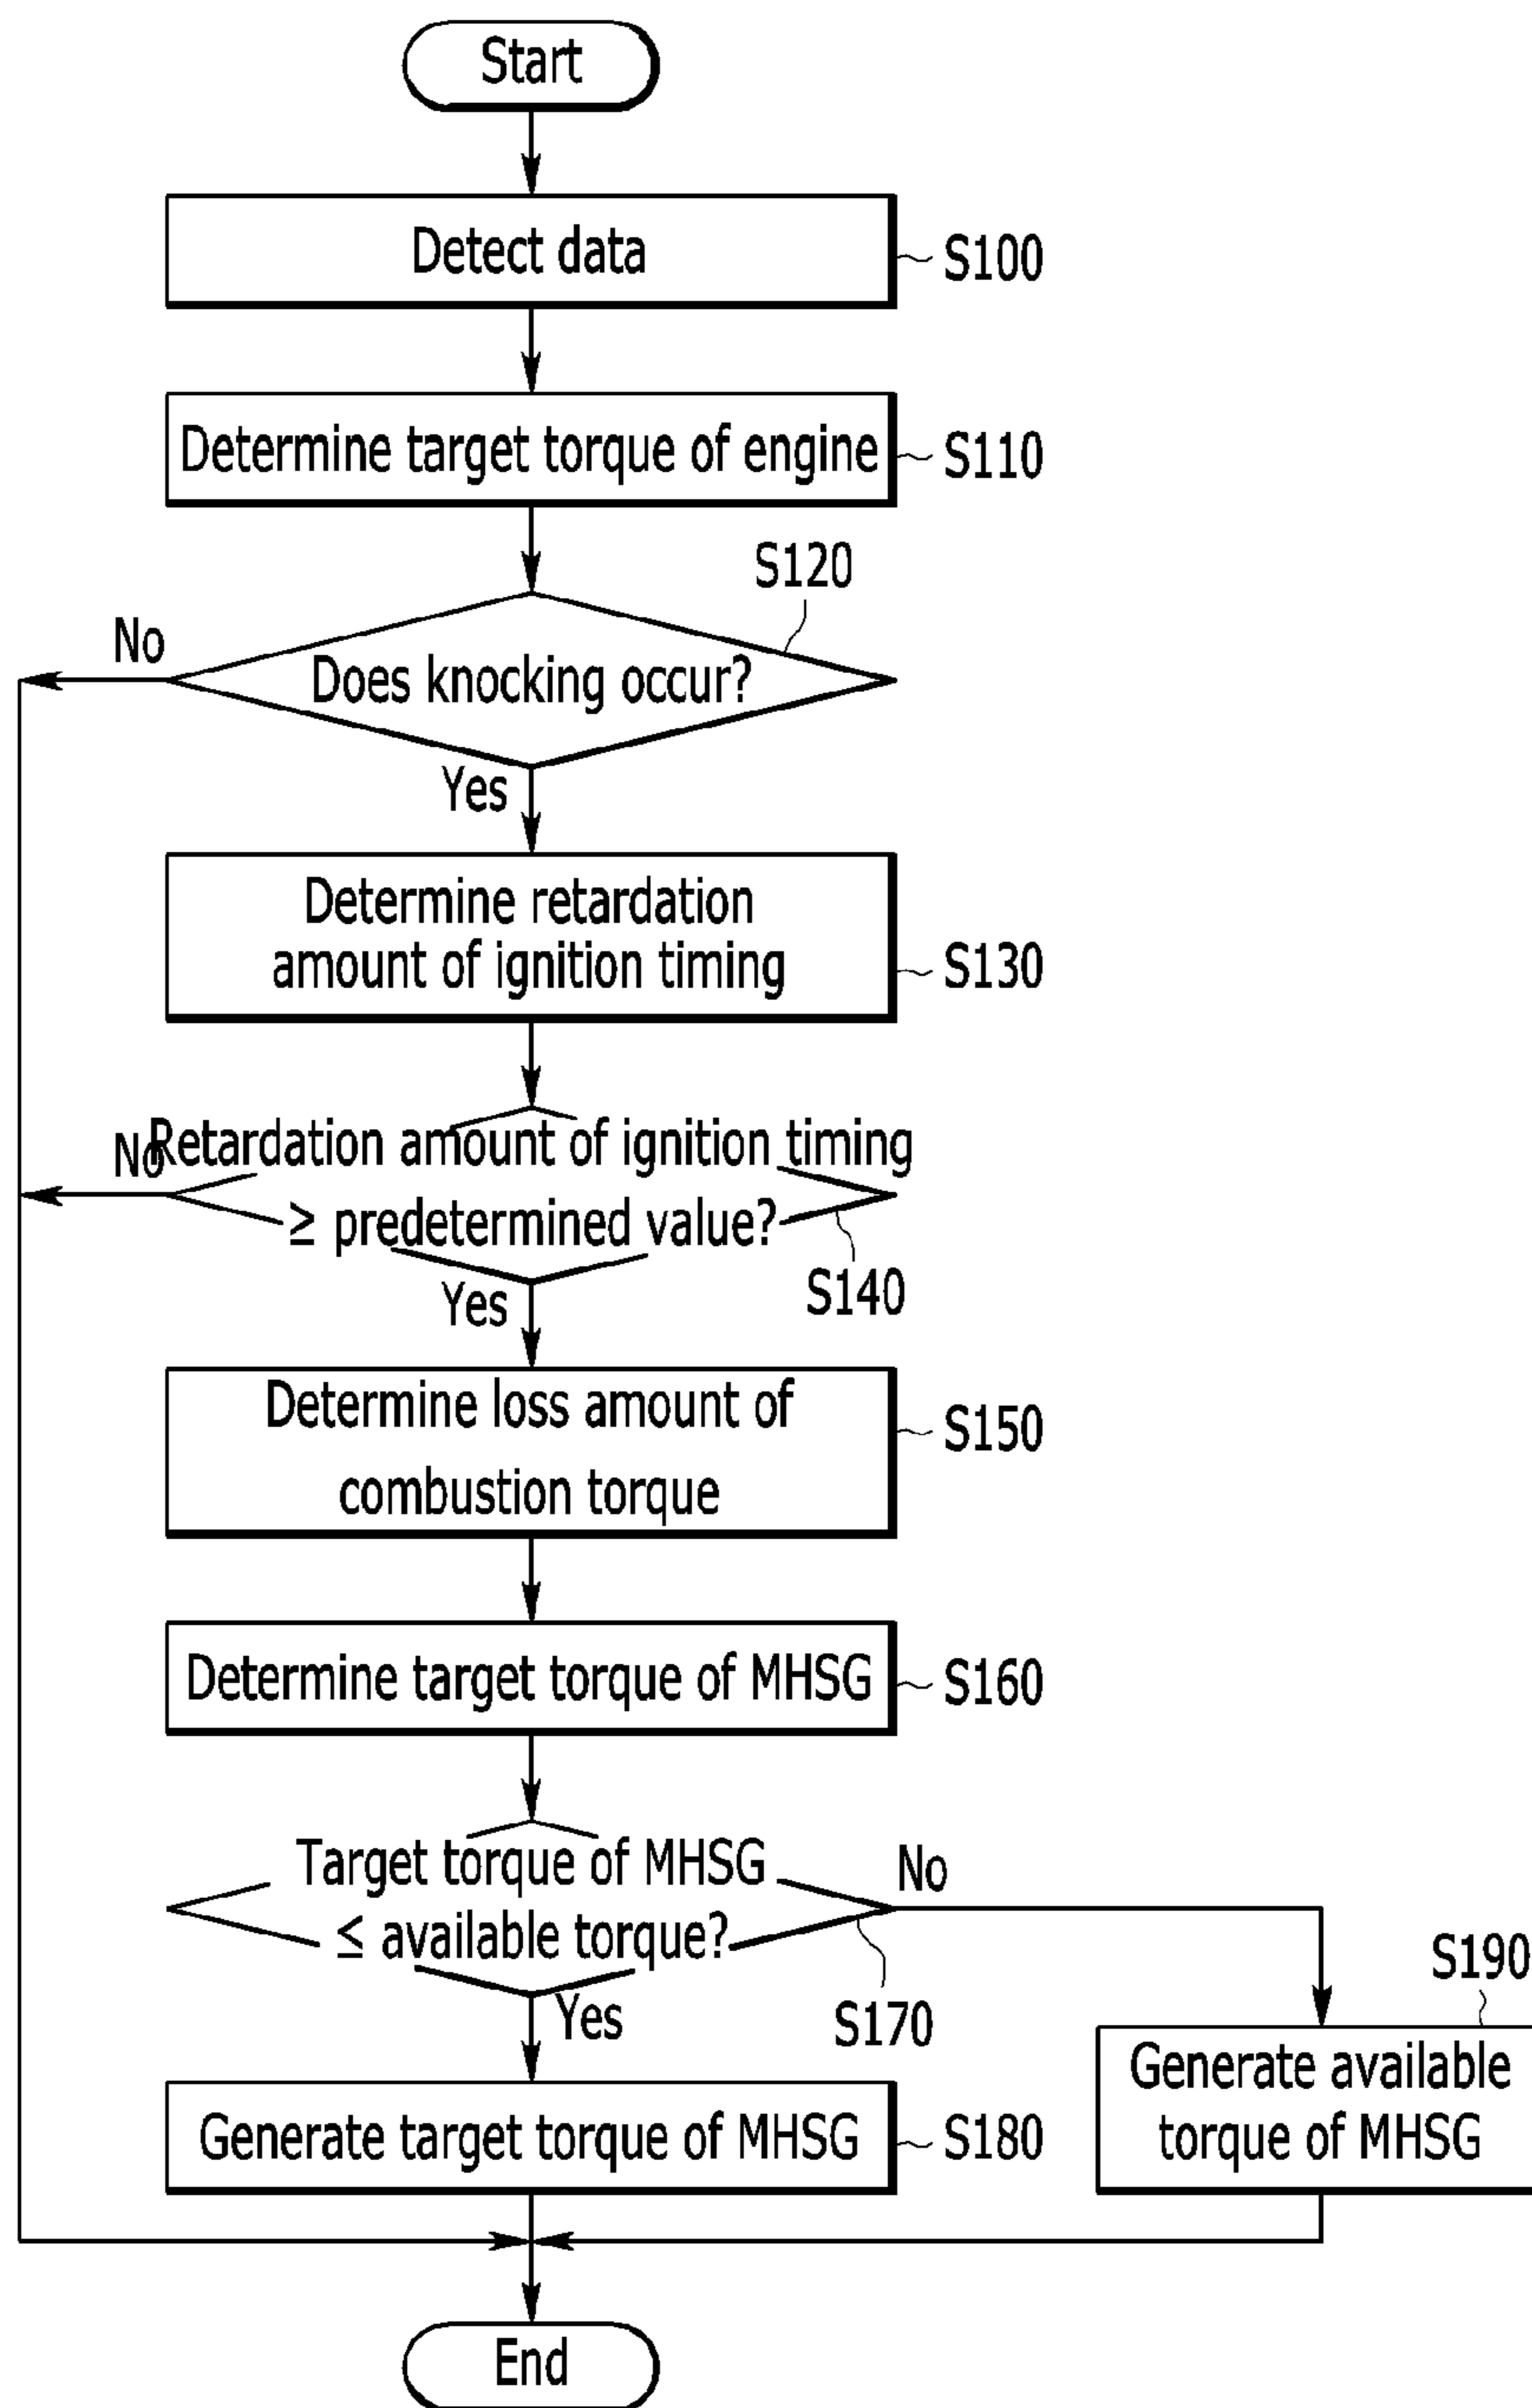 Start
Detect data
S100
Determine target torque of engine
S110
S120
No
Does knocking occur?
Yes
Determine retardation
amount of ignition timing
S130
Retardation amount of ignition timing
No
≥ predetermined value?
S140
Yes
Determine loss amount of
combustion torque
S150
Determine target torque of MHSG
S160
Target torque of MHSG
No
≤ available torque?
S170
Yes
S190
Generate available
torque of MHSG
Generate target torque of MHSG
S180
End